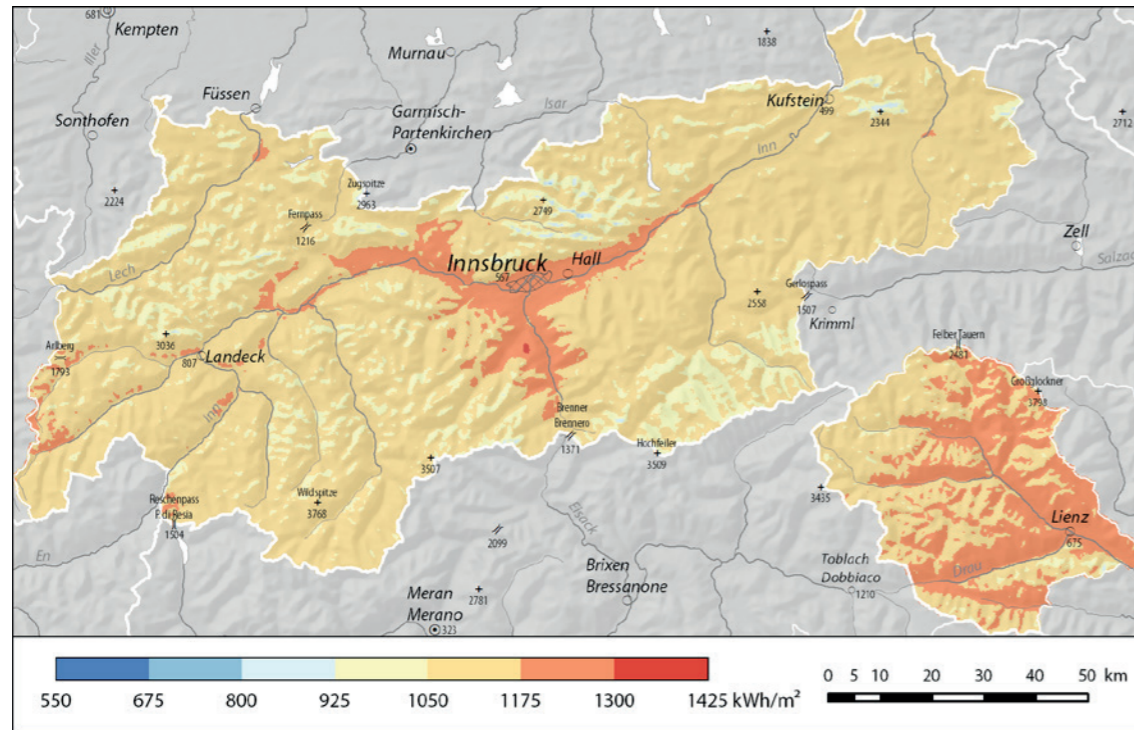 681
Kempten
Iller
Murnau
1838
Füssen
Isar
Kufstein
499
Garmisch-
Partenkirchen
Sonthofen
2344
2712
Inn
2224
Zugspitze
2963
2749
Fernpass
1216
Innsbruck
567
Hall
Zell
Salzach
Lech
2558
Gerlospass
1507
Krimml
3036
Arlberg
1793
807
Landeck
Felber Tauern
2481
Großglockner
3798
Inn
Brenner
Brennero
1371
Hochfeiler
3509
3507
3435
Reschenpass
P. di Resia
1504
Wildspitze
3768
Lienz
675
2099
Eisack
En
Toblach
Dobbiaco
1210
Drau
Brixen
Bressanone
Meran
Merano
323
2781
550 675 800 925 1050 1175 1300 1425 kWh/m²
0 5 10 20 30 40 50 km